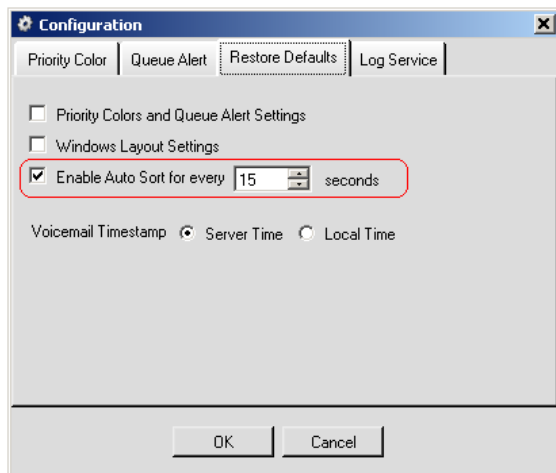 Configuration
Priority Color Queue Alert Restore Defaults Log Service
Priority Colors and Queue Alert Settings
Windows Layout Settings
Enable Auto Sort for every 15 seconds
Voicemail Timestamp Server Time Local Time
OK Cancel